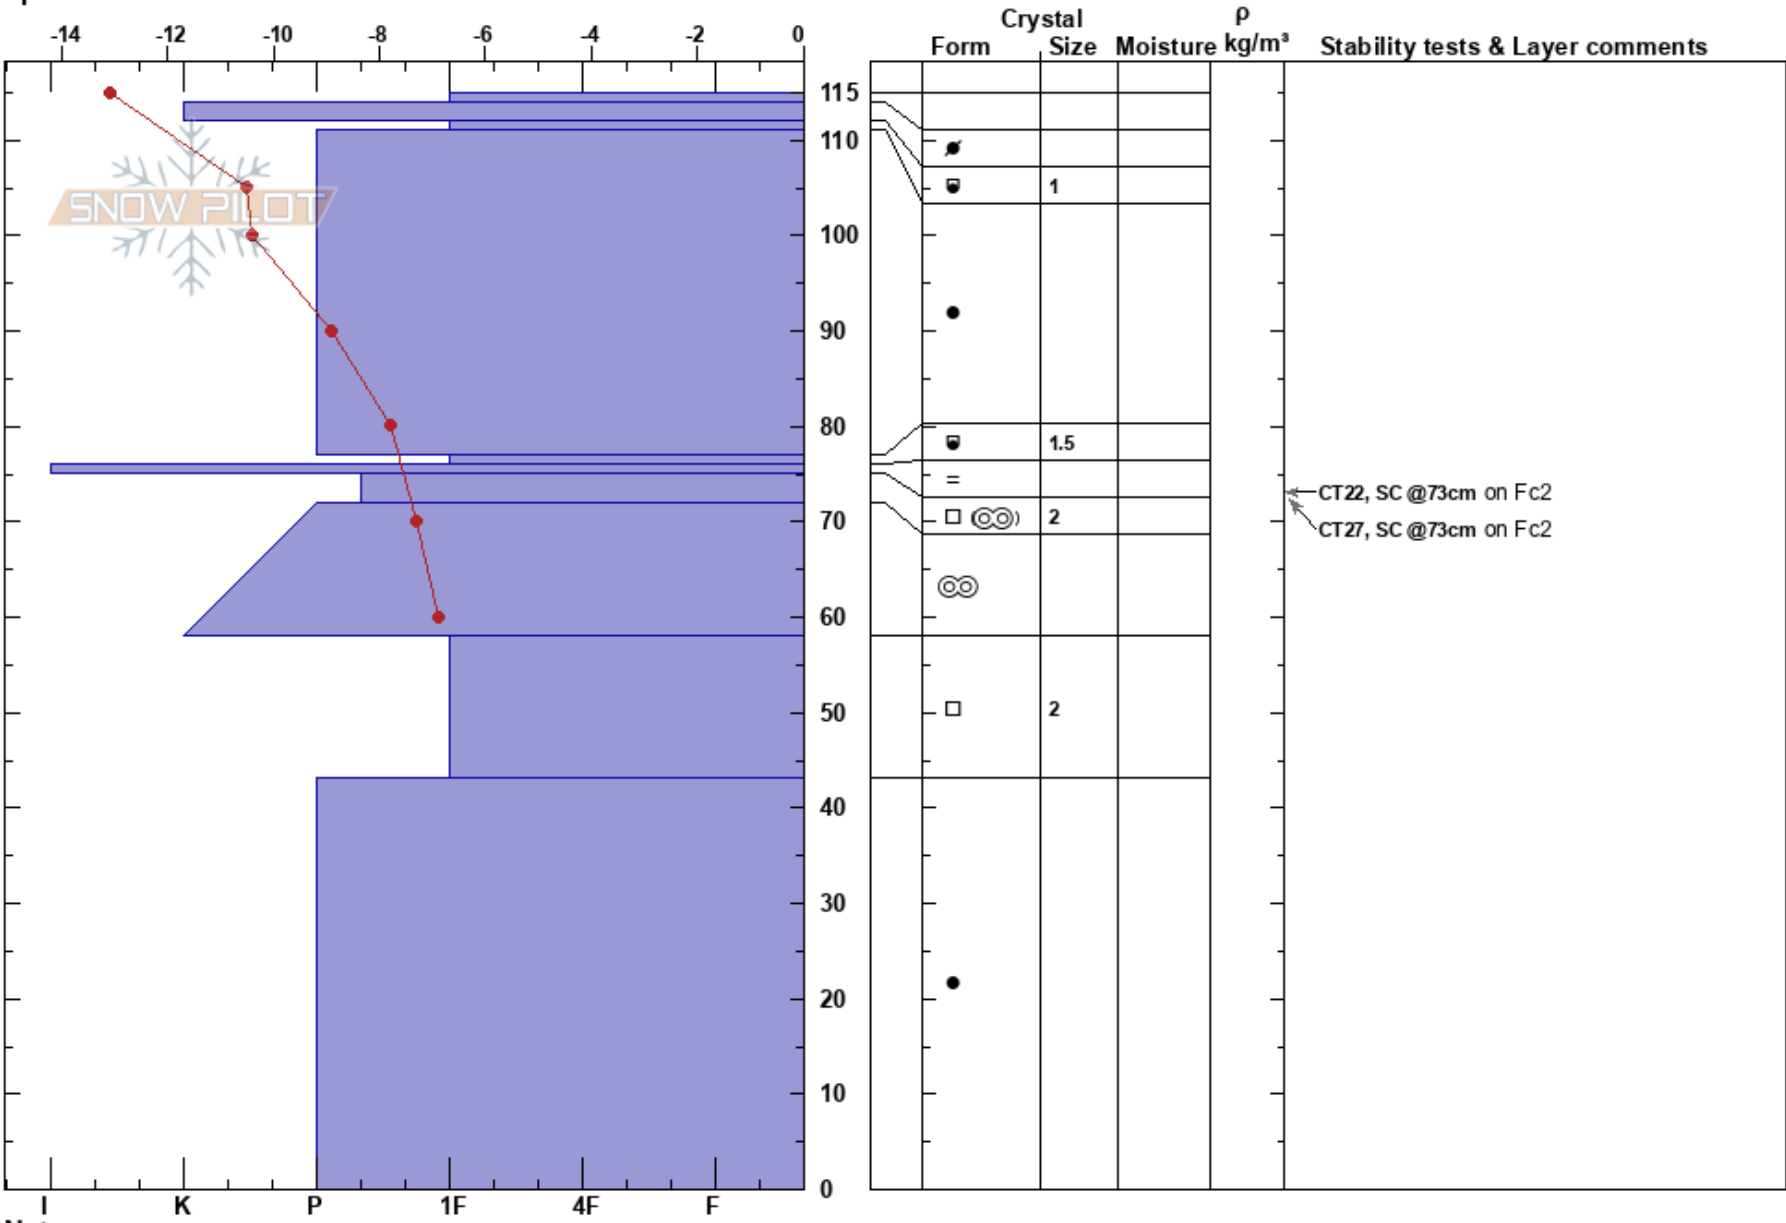 -14 -12 -10 -8 -6 -4 -2 0
Crystal
ρ
Form Size Moisture kg/m³ Stability tests & Layer comments
115
110
SNOW PILOT
1
100
90
80
1.5
=
CT22, SC @73cm on Fc2
70
2
CT27, SC @73cm on Fc2
60
50
2
40
30
20
10
0
I K P 1F 4F F